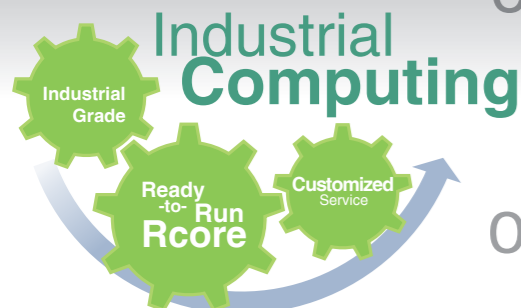 Industrial
Computing
Industrial
Grade
Ready
-to- Run
Rcore
Customized
Service